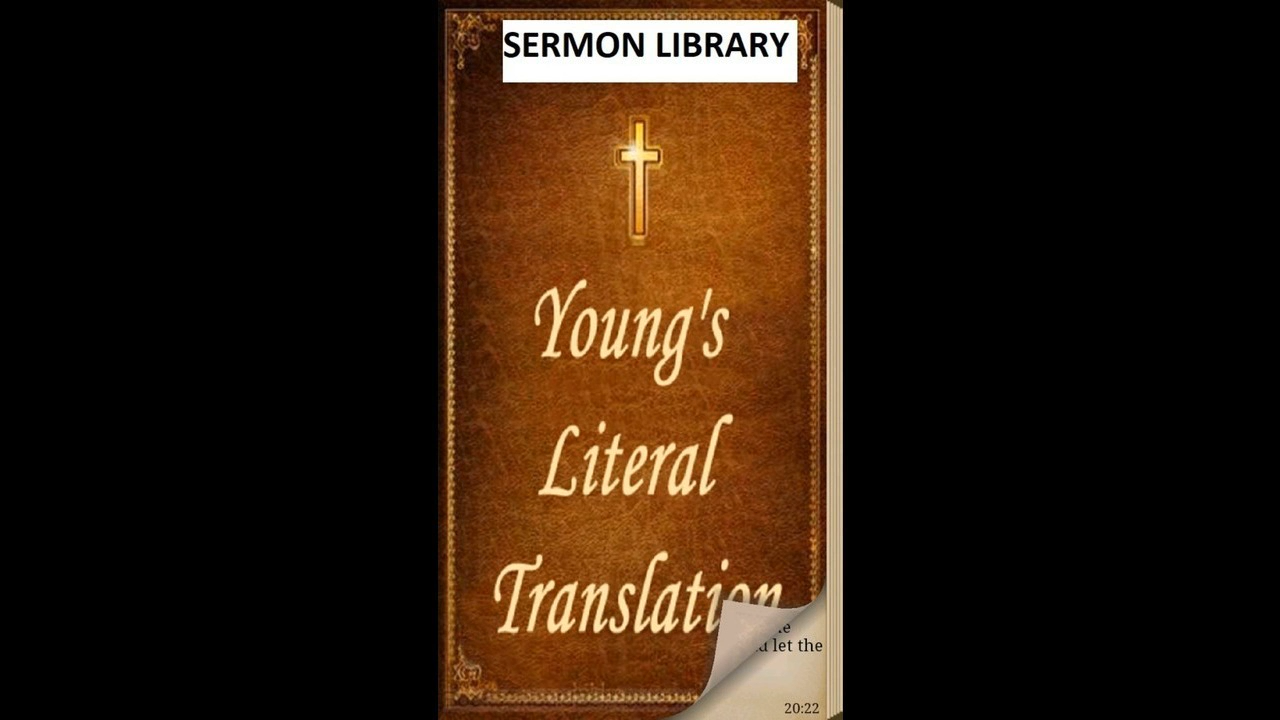 SERMON LIBRARY
Young's
Literal
Translation
let the
20:22